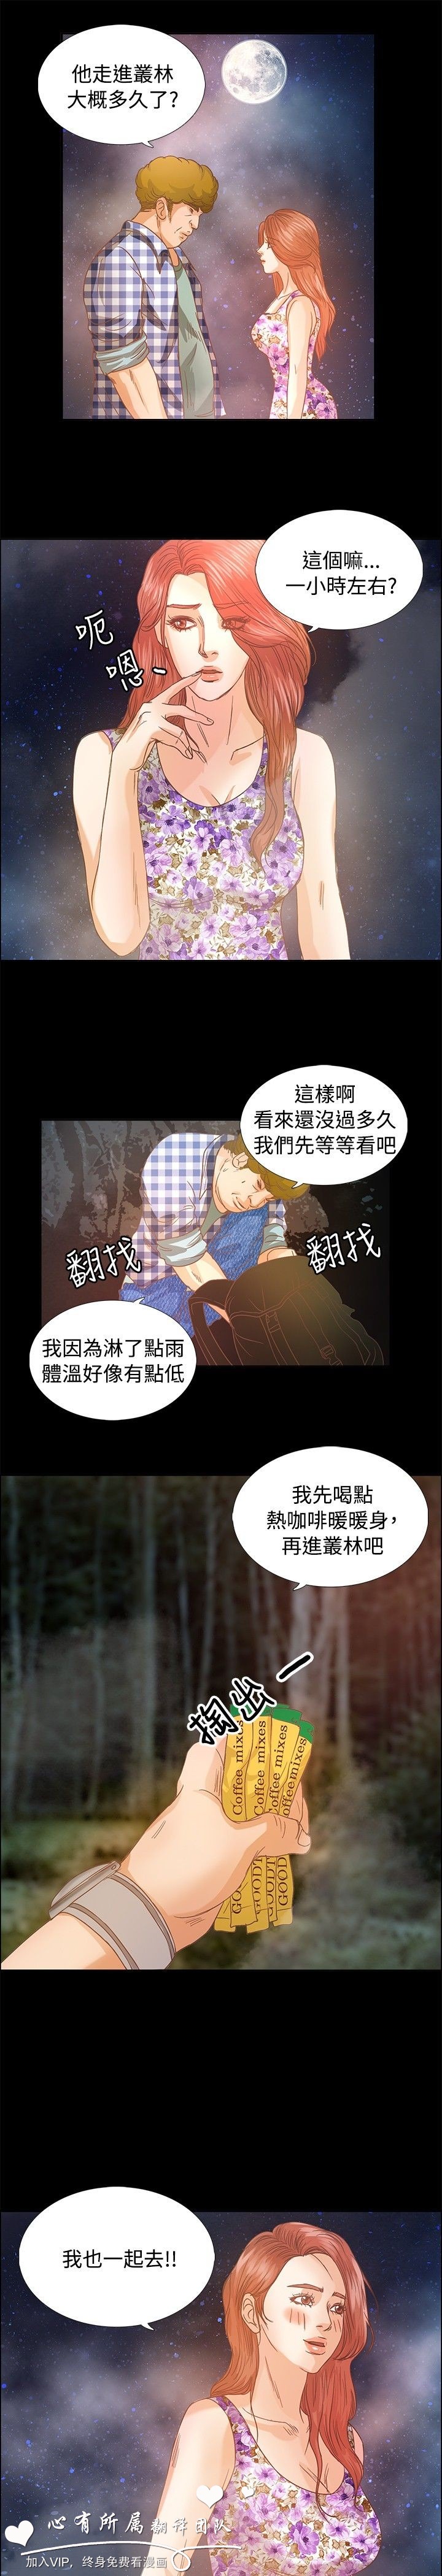 他走進叢林
大概多久了?
這個嘛...
一小時左右?
呃
嗯
這樣啊
看來還沒過多久
我們先等等看吧
翻找
翻找
我因為淋了點雨
體溫好像有點低
我先喝點
熱咖啡暖暖身，
再進叢林吧
掏出
Coffee mixes
Coffee mixes
Coffee mixes
Coffee mixes
GOODT
GOOD
我也一起去!!
心有所属翻译团队
加入VIP，终身免费看漫画